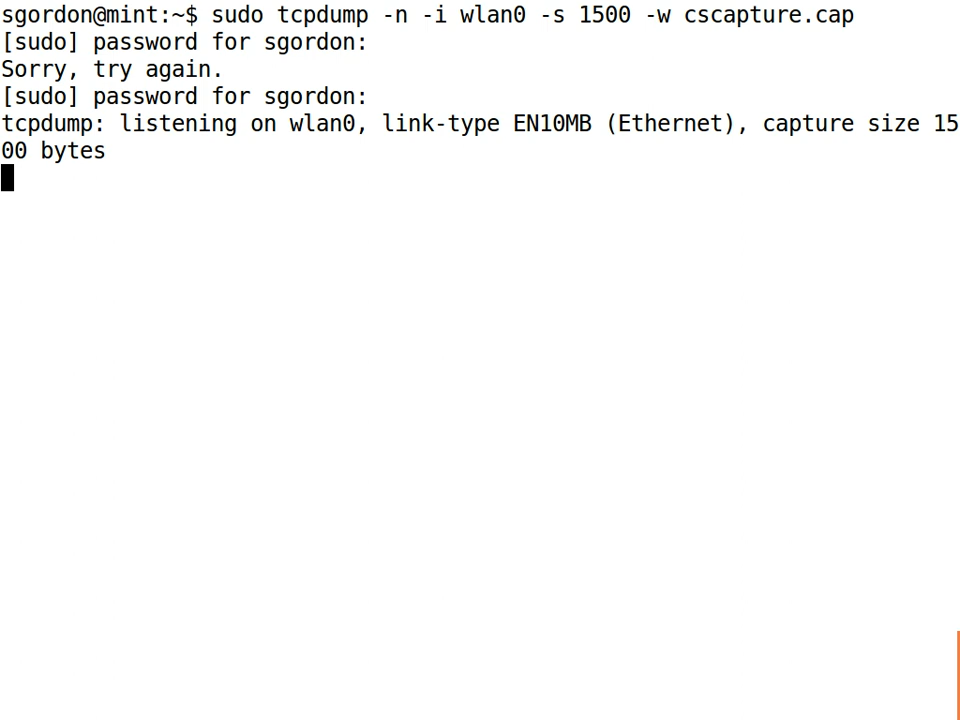 sgordon@mint:~$ sudo tcpdump -n -i wlan0 -s 1500 -w cscapture.cap
[sudo] password for sgordon:
Sorry, try again.
[sudo] password for sgordon:
tcpdump: listening on wlan0, link-type EN10MB (Ethernet), capture size 15
00 bytes